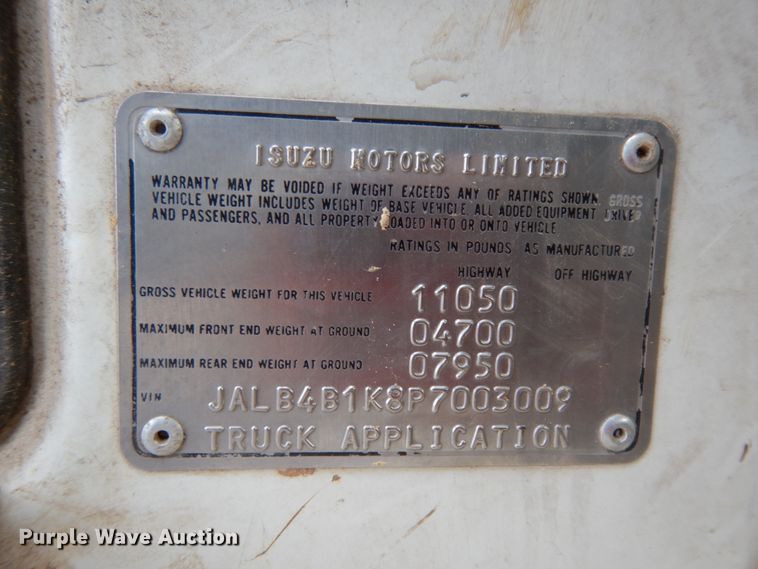 ISUZU MOTORS LIMITED
WARRANTY MAY BE VOIDED IF WEIGHT EXCEEDS ANY OF RATINGS SHOWN. GROSS
VEHICLE WEIGHT INCLUDES WEIGHT OF BASE VEHICLE. ALL ADDED EQUIPMENT DRIVER
AND PASSENGERS, AND ALL PROPERTY LOADED INTO OR ONTO VEHICLE
RATINGS IN POUNDS AS MANUFACTURED
HIGHWAY OFF HIGHWAY
GROSS VEHICLE WEIGHT FOR THIS VEHICLE 11050
MAXIMUM FRONT END WEIGHT AT GROUND 04700
MAXIMUM REAR END WEIGHT AT GROUND 07950
VIN JALB4B1K8P7003009
TRUCK APPLICATION
Purple Wave Auction